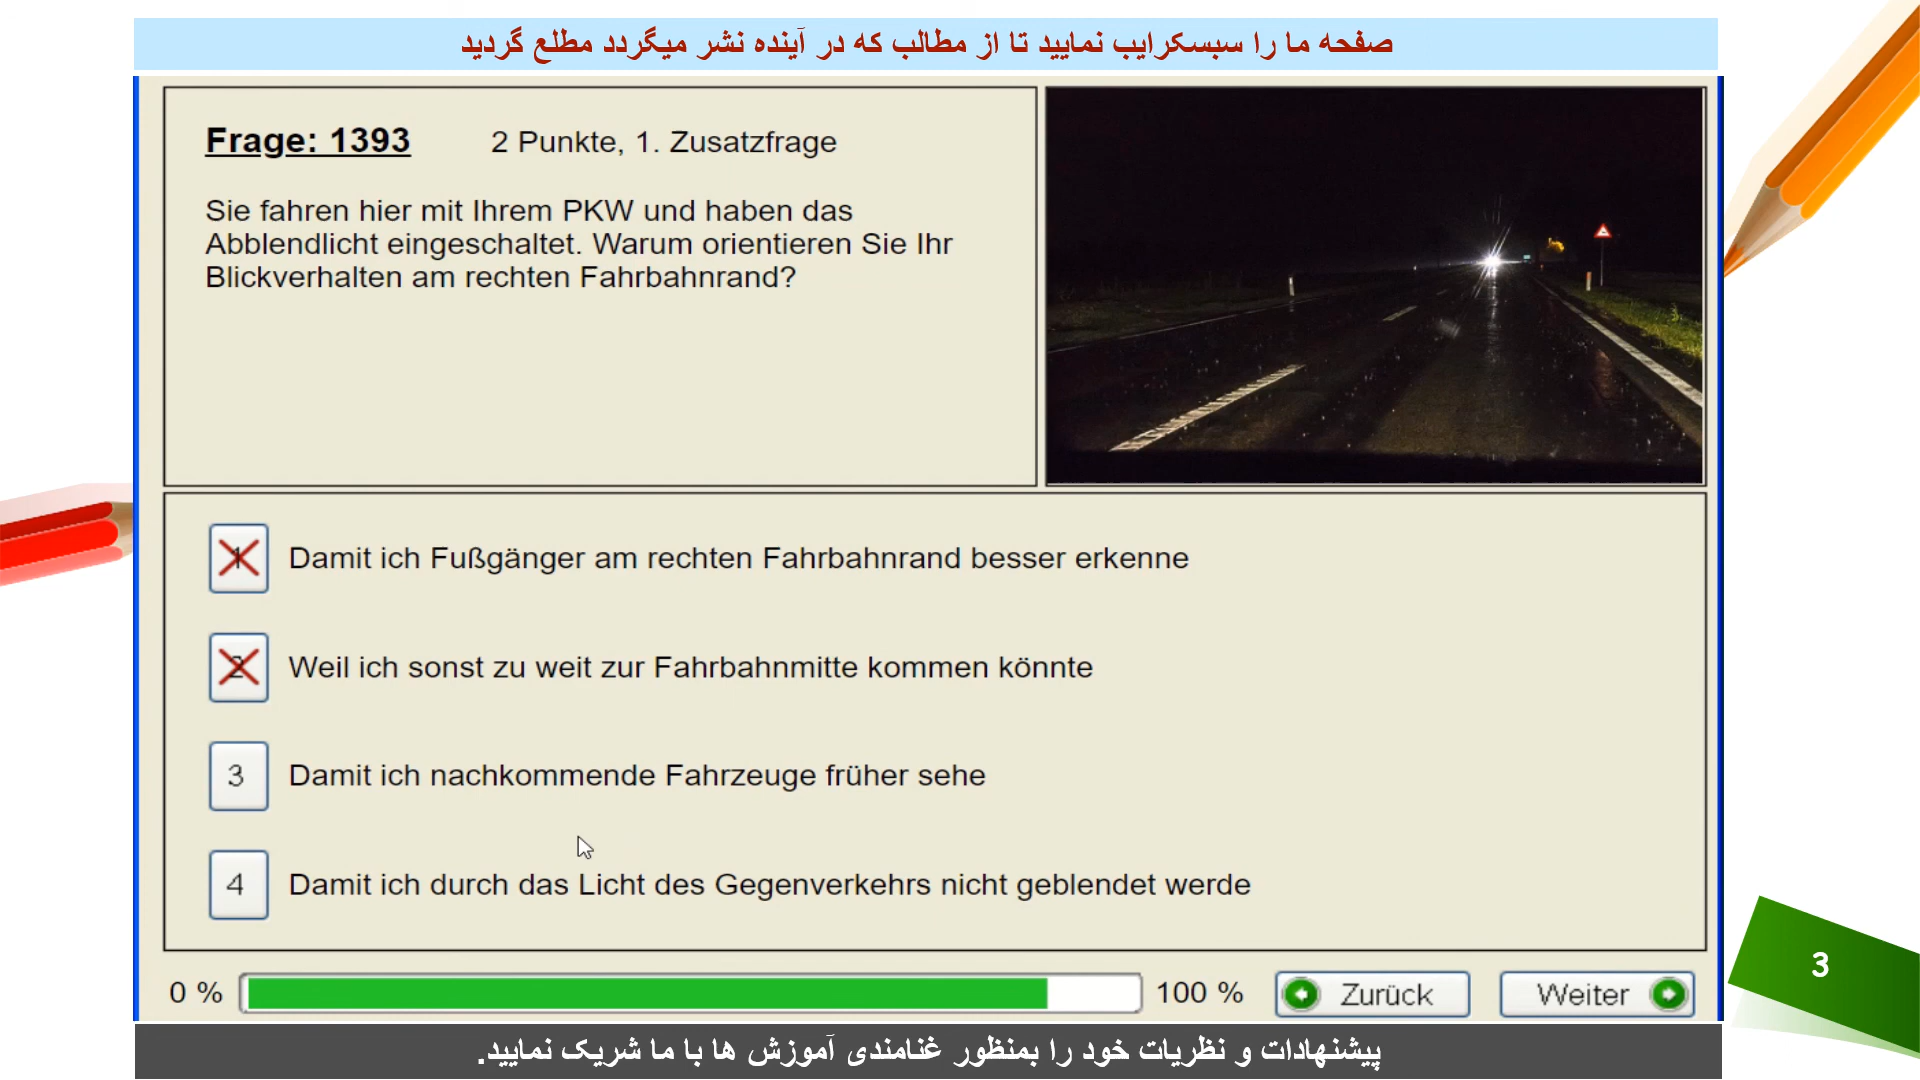 صفحه ما را سبسکرایب نمایید تا از مطالب که در آینده نشر میگردد مطلع گردید
Frage: 1393 2 Punkte, 1. Zusatzfrage
Sie fahren hier mit Ihrem PKW und haben das
Abblendlicht eingeschaltet. Warum orientieren Sie Ihr
Blickverhalten am rechten Fahrbahnrand?
1 Damit ich Fußgänger am rechten Fahrbahnrand besser erkenne
2 Weil ich sonst zu weit zur Fahrbahnmitte kommen könnte
3 Damit ich nachkommende Fahrzeuge früher sehe
4 Damit ich durch das Licht des Gegenverkehrs nicht geblendet werde
3
0 % 100 % Zurück Weiter
پیشنهادات و نظریات خود را بمنظور غنامندی آموزش ها با ما شریک نمایید.